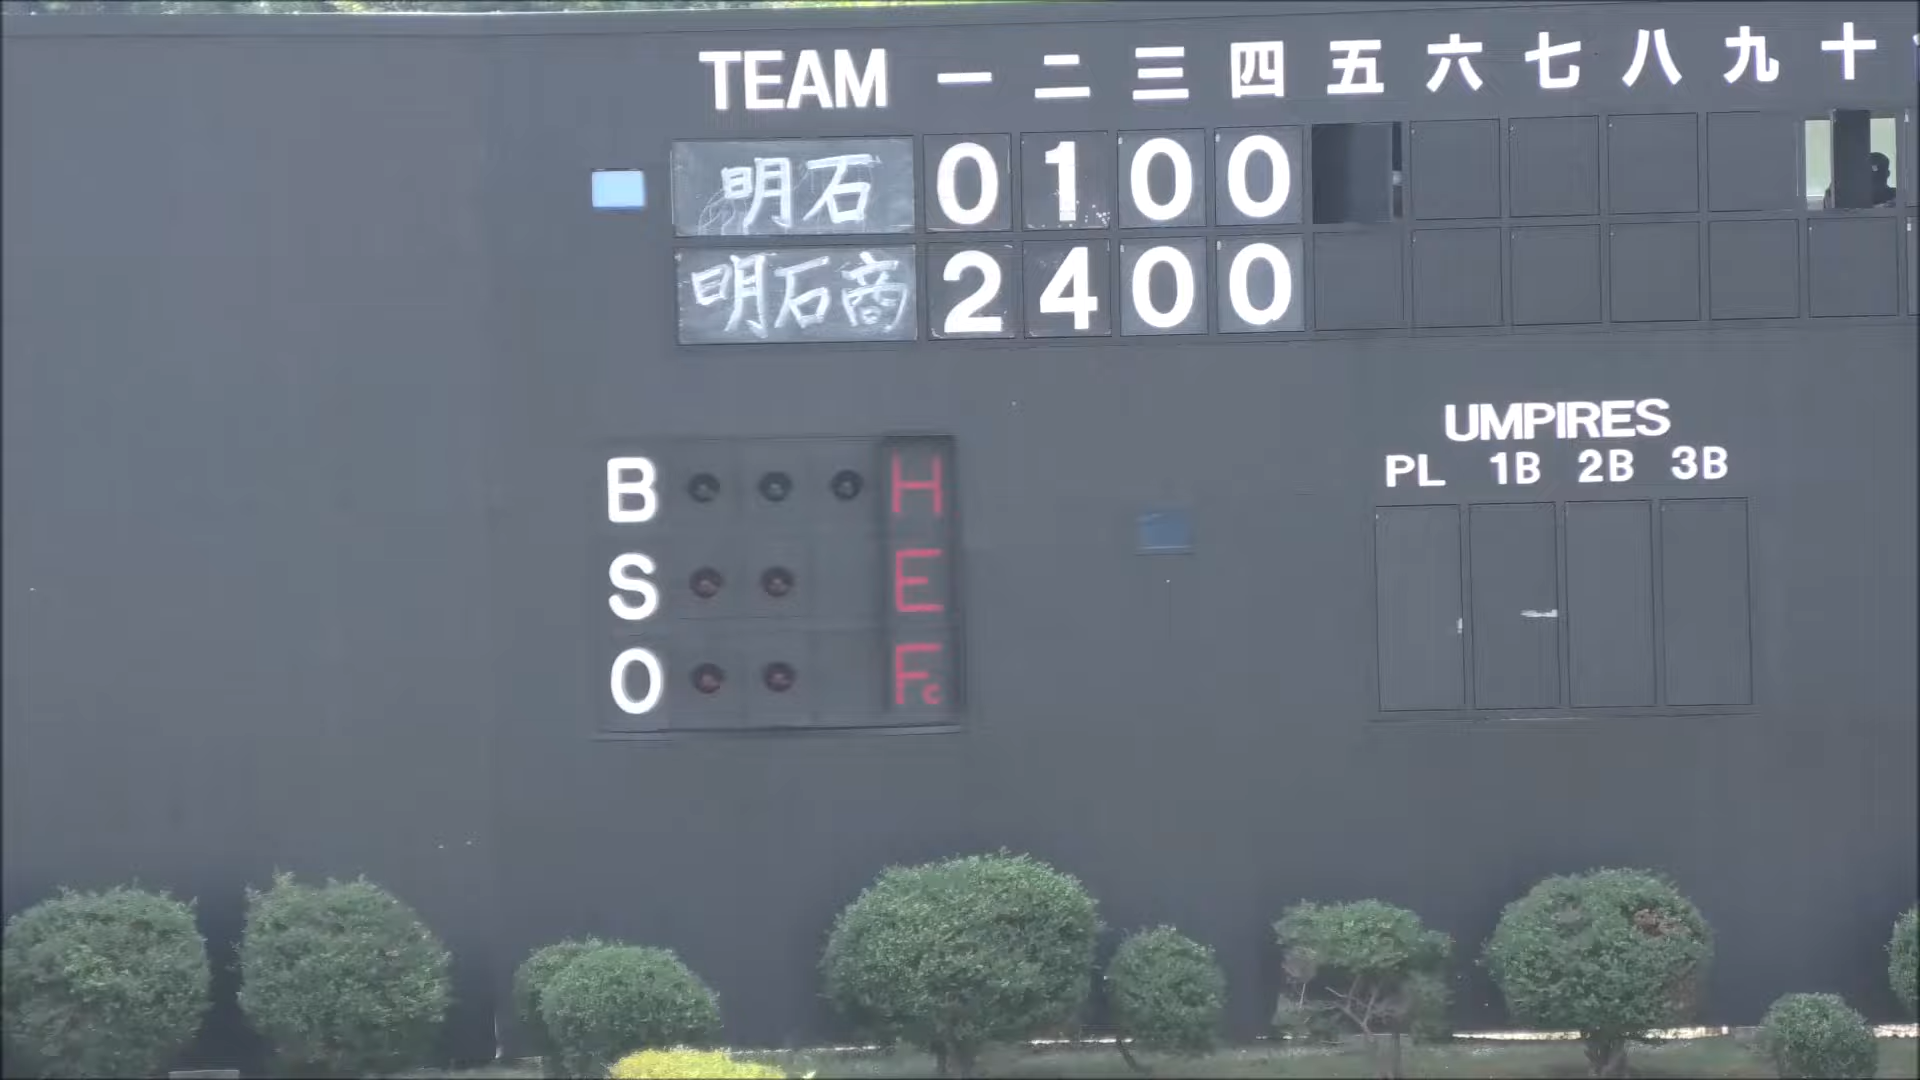 TEAM 一 二 三 四 五 六 七 八 九 十
明石 0 1 0 0
明石商 2 4 0 0
UMPIRES
PL 1B 2B 3B
B H
S E
O Fc